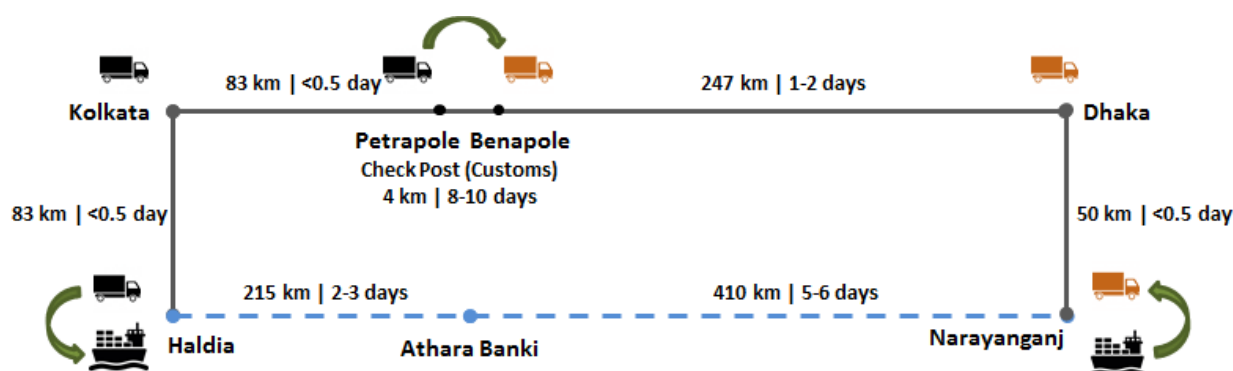 83 km | <0.5 day
247 km | 1-2 days
Kolkata
Dhaka
Petrapole Benapole
Check Post (Customs)
4 km | 8-10 days
83 km | <0.5 day
50 km | <0.5 day
215 km | 2-3 days
410 km | 5-6 days
Haldia
Athara Banki
Narayanganj